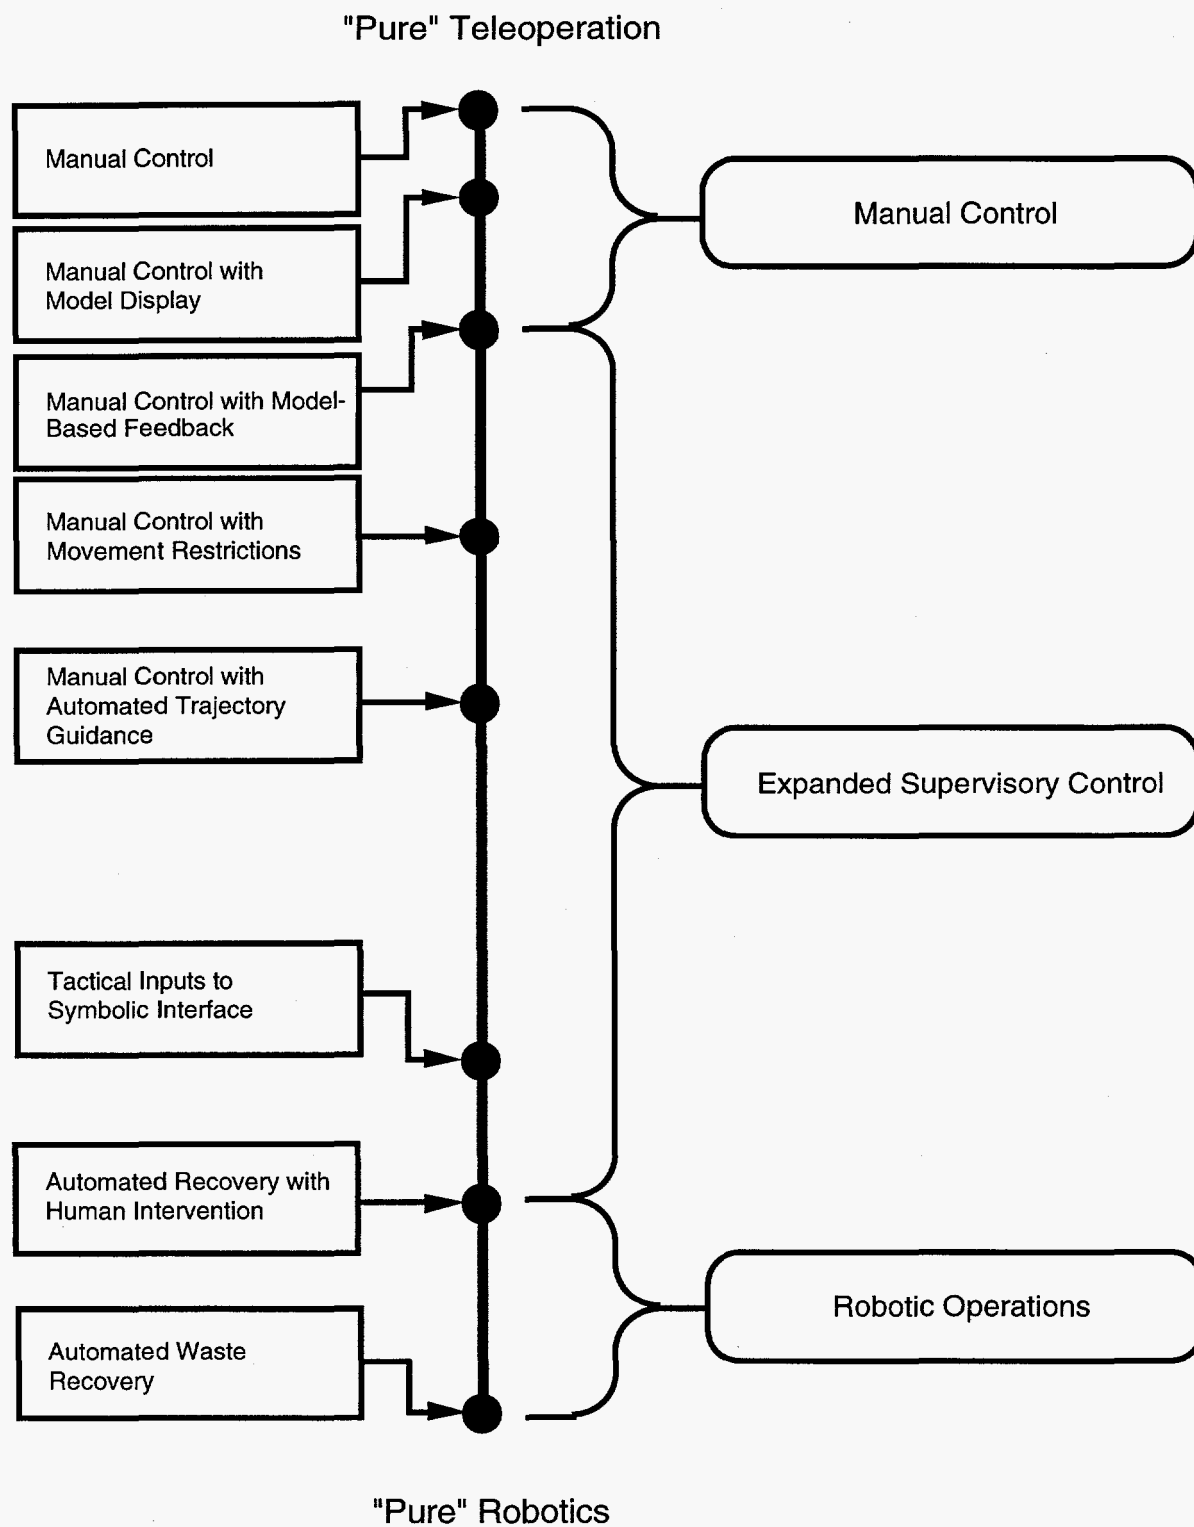 "Pure" Teleoperation
Manual Control
Manual Control with
Model Display
Manual Control with Model-
Based Feedback
Manual Control with
Movement Restrictions
Manual Control with
Automated Trajectory
Guidance
Tactical Inputs to
Symbolic Interface
Automated Recovery with
Human Intervention
Automated Waste
Recovery
Manual Control
Expanded Supervisory Control
Robotic Operations
"Pure" Robotics